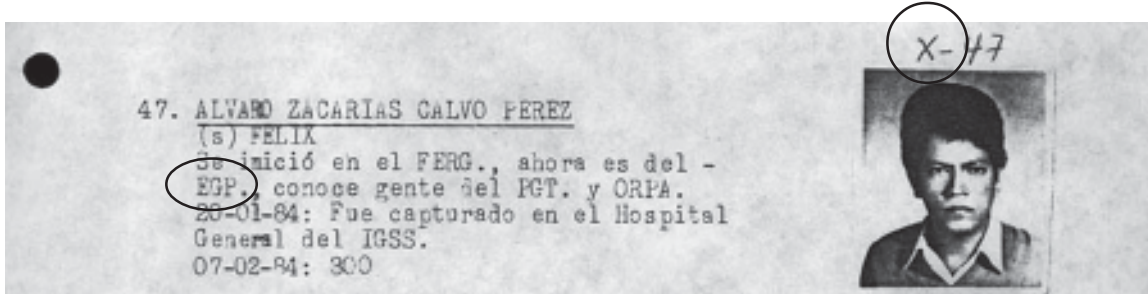 X-47
47. ALVARO ZACARIAS CALVO PEREZ
(s) FELIX
Se inició en el FERG., ahora es del -
EGP., conoce gente del PGT. y ORPA.
20-01-84: Fue capturado en el Hospital
General del IGSS.
07-02-84: 300